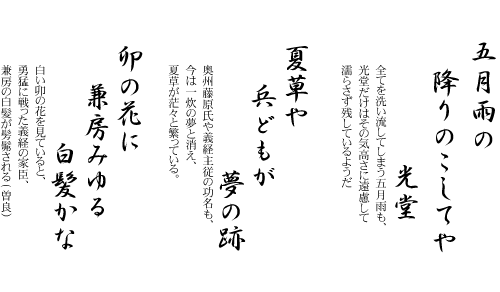 五月雨の
降りのこしてや
光堂
全てを洗い流してしまう五月雨も、
光堂だけはその気高さに遠慮して
濡らさず残しているようだ
夏草や
兵どもが
夢の跡
奥州藤原氏や義経主従の功名も、
今は一炊の夢と消え、
夏草が茫々と繁っている。
卯の花に
兼房みゆる
白髪かな
白い卯の花を見ていると、
勇猛に戦った義経の家臣、
兼房の白髪が髣髴される(曽良)